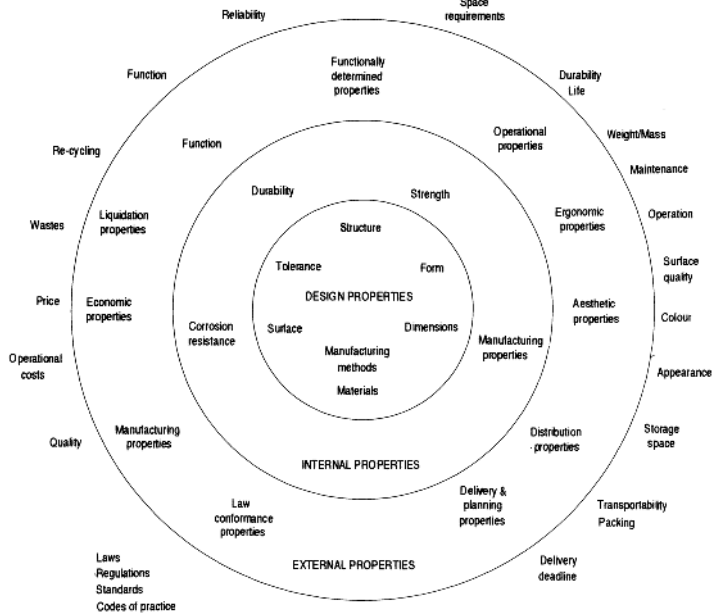 Space
requirements
Reliability
Functionally
determined
properties
Function
Durability
Life
Operational
properties
Weight/Mass
Function
Re-cycling
Maintenance
Durability
Strength
Liquidation
properties
Ergonomic
properties
Operation
Wastes
Structure
Tolerance
Form
Surface
quality
DESIGN PROPERTIES
Price
Economic
properties
Aesthetic
properties
Colour
Corrosion
resistance
Surface
Dimensions
Manufacturing
properties
Operational
costs
Manufacturing
methods
Appearance
Materials
Quality
Manufacturing
properties
Distribution
properties
Storage
space
INTERNAL PROPERTIES
Law
conformance
properties
Delivery &
planning
properties
Transportability
Packing
EXTERNAL PROPERTIES
Laws
Regulations
Standards
Codes of practice
Delivery
deadline